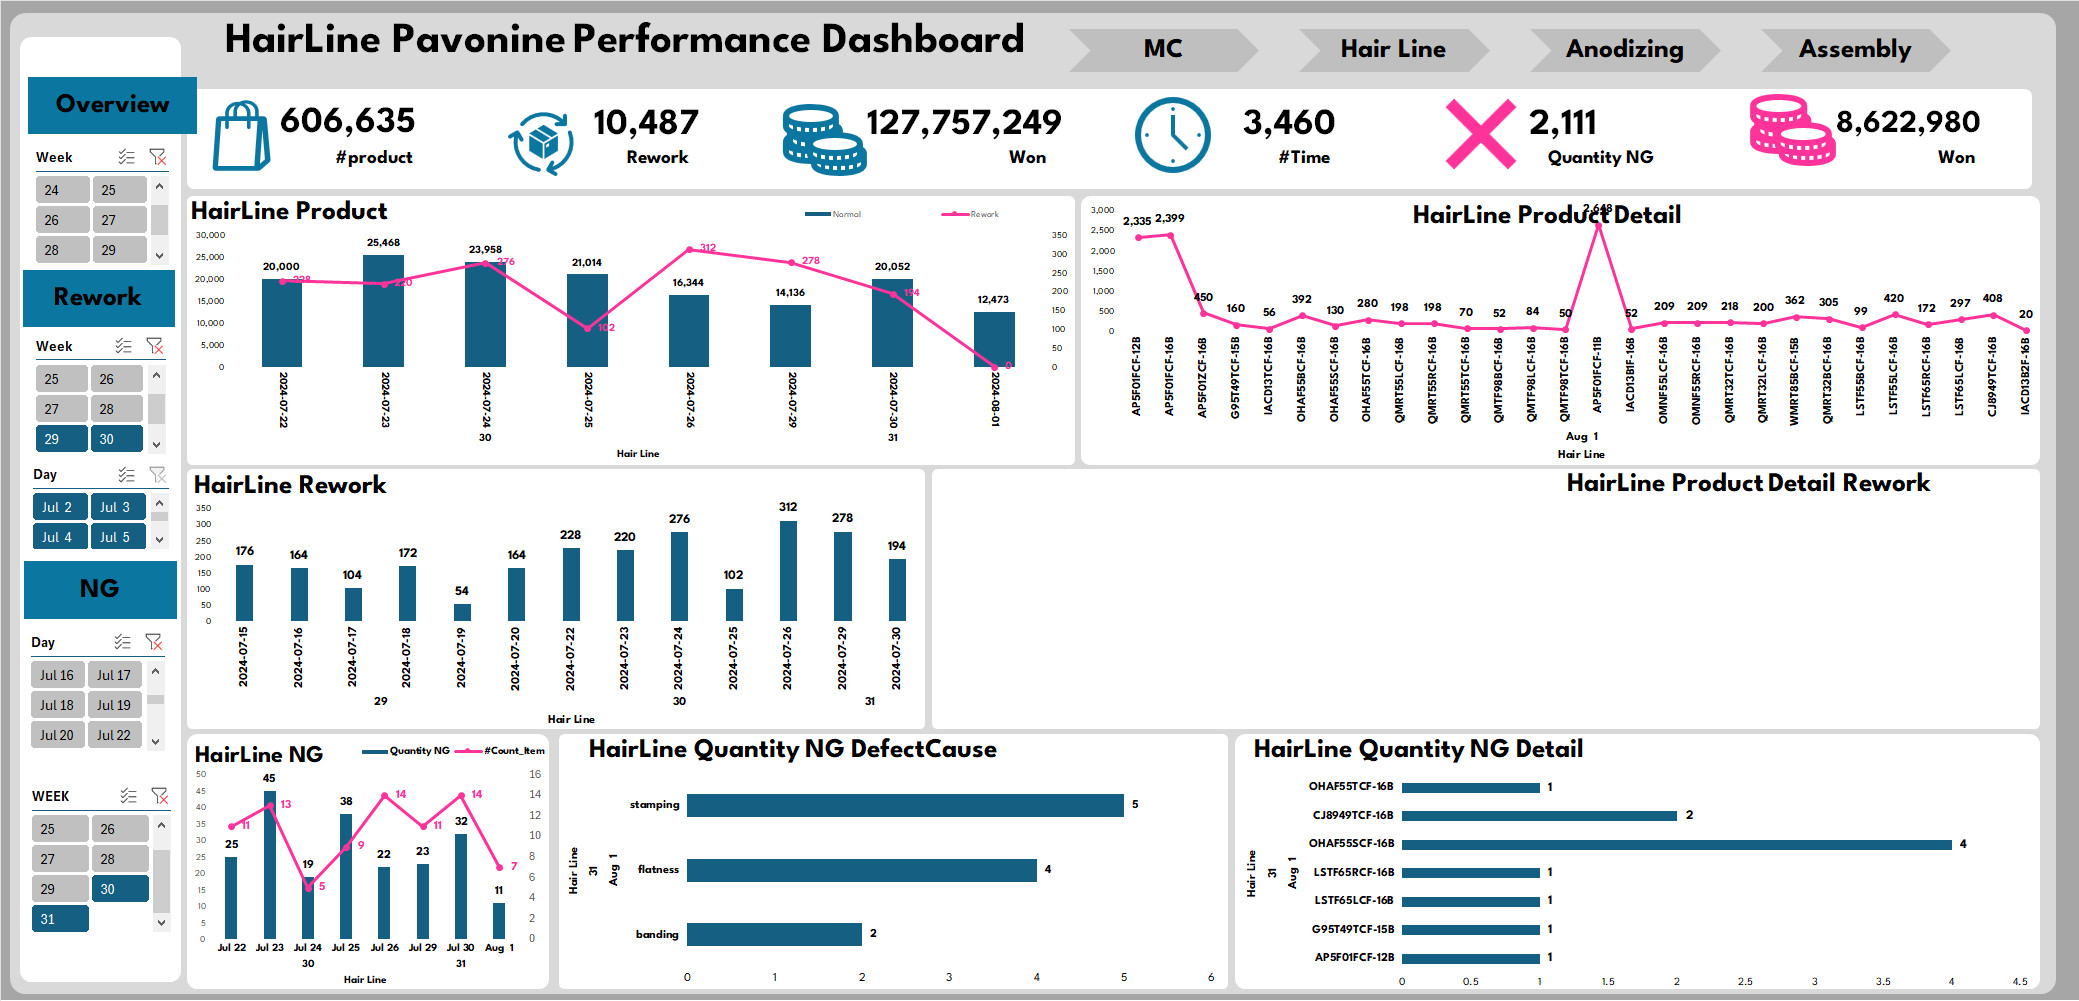 HairLine Pavonine Performance Dashboard
MC
Hair Line
Anodizing
Assembly
Overview
606,635
#product
10,487
Rework
127,757,249
Won
3,460
#Time
2,111
Quantity NG
8,622,980
Won
Week
24 25
26 27
28 29
Rework
Week
25 26
27 28
29 30
Day
Jul 2 Jul 3
Jul 4 Jul 5
NG
Day
Jul 16 Jul 17
Jul 18 Jul 19
Jul 20 Jul 22
WEEK
25 26
27 28
29 30
31
HairLine Product
Normal Rework
30,000
25,000
20,000
15,000
10,000
5,000
0
20,000 25,468 23,958 21,014 16,344 14,136 20,052 12,473
228 220 276 102 312 278 194 0
350
300
250
200
150
100
50
0
2024-07-22 2024-07-23 2024-07-24 2024-07-25 2024-07-26 2024-07-29 2024-07-30 2024-08-01
30 31
Hair Line
HairLine Product Detail
3,000
2,500
2,000
1,500
1,000
500
0
2,335 2,399 450 160 56 392 130 280 198 198 70 52 84 50 2,648 52 209 209 218 200 362 305 99 420 172 297 408 20
AP5F01FCF-12B AP5F01FCF-16B AP5F01ZCF-16B G95T49TCF-15B IACD13TCF-16B OHAF55BCF-16B OHAF55SCF-16B OHAF55TCF-16B QMRT55LCF-16B QMRT55RCF-16B QMRT55TCF-16B QMTF98BCF-16B QMTF98LCF-16B QMTF98TCF-16B AP5F01FCF-11B IACD13B1F-16B OMNF55LCF-16B OMNF55RCF-16B QMRT32TCF-16B QMRT32LCF-16B WMRT85BCF-15B QMRT32BCF-16B LSTF55BCF-16B LSTF55LCF-16B LSTF65RCF-16B LSTF65LCF-16B CJ8949TCF-16B IACD13B2F-16B
Aug 1
Hair Line
HairLine Rework
350
300
250
200
150
100
50
0
176 164 104 172 54 164 228 220 276 102 312 278 194
2024-07-15 2024-07-16 2024-07-17 2024-07-18 2024-07-19 2024-07-20 2024-07-22 2024-07-23 2024-07-24 2024-07-25 2024-07-26 2024-07-29 2024-07-30
29 30 31
Hair Line
HairLine Product Detail Rework
HairLine NG
Quantity NG #Count_Item
50
45
40
35
30
25
20
15
10
5
0
25 45 19 38 22 23 32 11
11 13 5 9 14 11 14 7
16
14
12
10
8
6
4
2
0
Jul 22 Jul 23 Jul 24 Jul 25 Jul 26 Jul 29 Jul 30 Aug 1
30 31
Hair Line
HairLine Quantity NG DefectCause
Hair Line
31
Aug 1
stamping 5
flatness 4
banding 2
0 1 2 3 4 5 6
HairLine Quantity NG Detail
Hair Line
31
Aug 1
OHAF55TCF-16B 1
CJ8949TCF-16B 2
OHAF55SCF-16B 4
LSTF65RCF-16B 1
LSTF65LCF-16B 1
G95T49TCF-15B 1
AP5F01FCF-12B 1
0 0.5 1 1.5 2 2.5 3 3.5 4 4.5